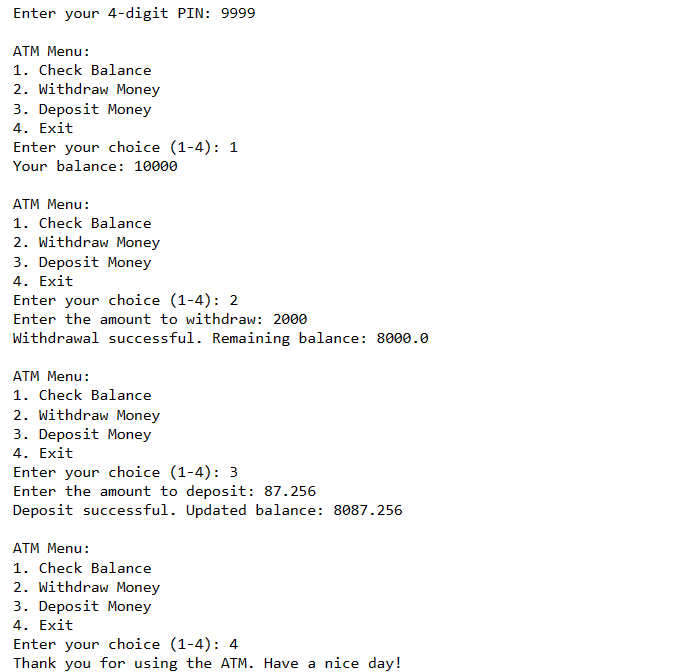 Enter your 4-digit PIN: 9999
ATM Menu:
1. Check Balance
2. Withdraw Money
3. Deposit Money
4. Exit
Enter your choice (1-4): 1
Your balance: 10000
ATM Menu:
1. Check Balance
2. Withdraw Money
3. Deposit Money
4. Exit
Enter your choice (1-4): 2
Enter the amount to withdraw: 2000
Withdrawal successful. Remaining balance: 8000.0
ATM Menu:
1. Check Balance
2. Withdraw Money
3. Deposit Money
4. Exit
Enter your choice (1-4): 3
Enter the amount to deposit: 87.256
Deposit successful. Updated balance: 8087.256
ATM Menu:
1. Check Balance
2. Withdraw Money
3. Deposit Money
4. Exit
Enter your choice (1-4): 4
Thank you for using the ATM. Have a nice day!